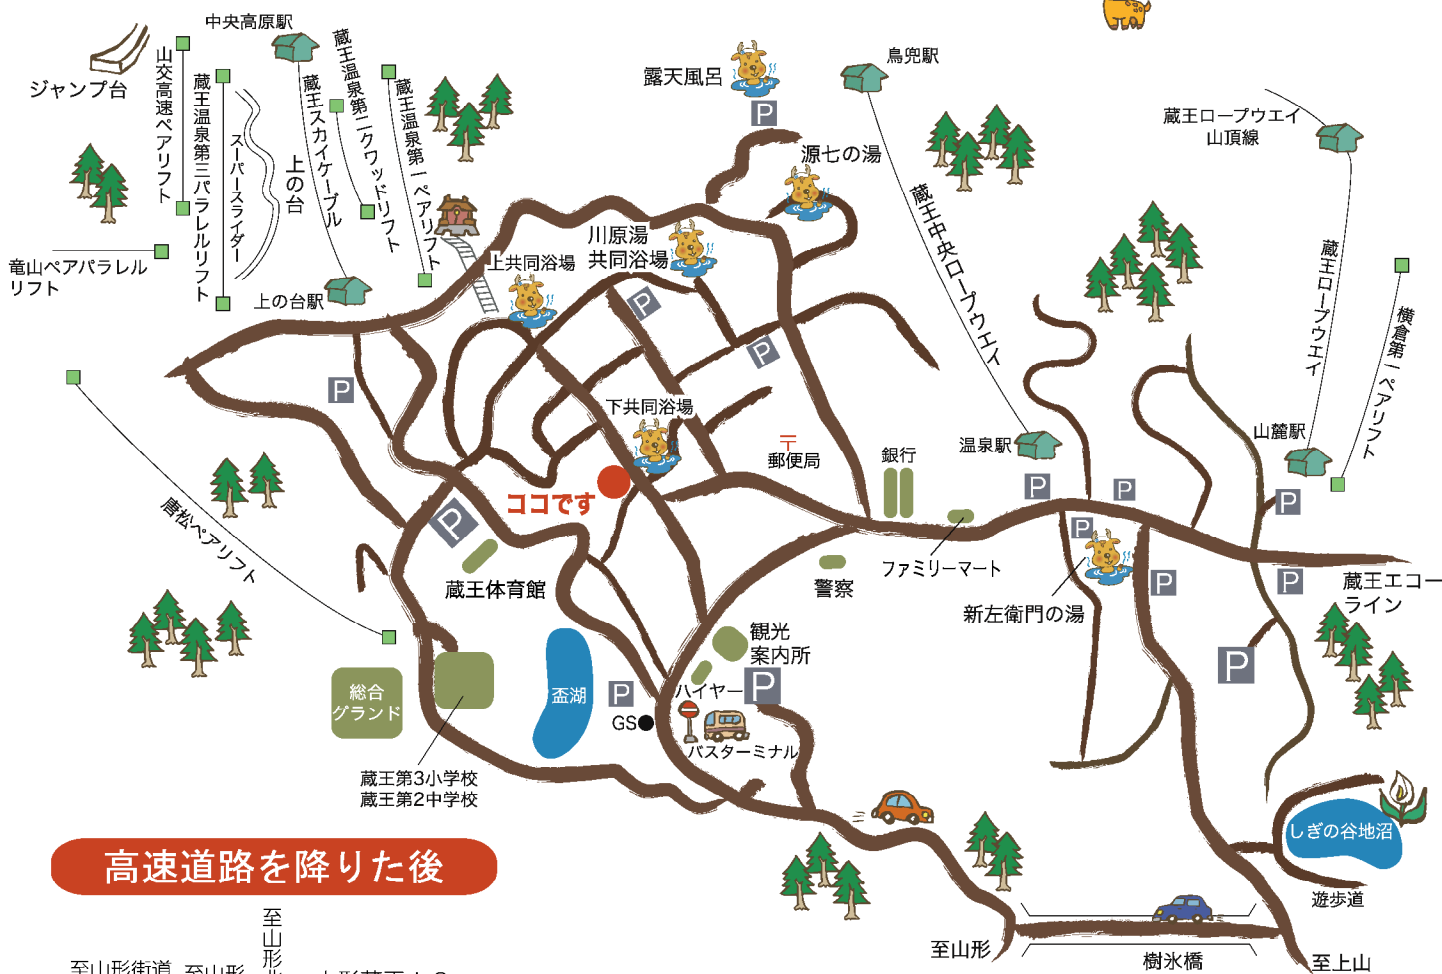 中央高原駅
ジャンプ台
山交高速ペアリフト
蔵王温泉第三パラレルリフト
スーパースライダー
上の台
蔵王スカイケーブル
蔵王温泉第二クワッドリフト
蔵王温泉第一ペアリフト
竜山ペアパラレル
リフト
上の台駅
露天風呂
P
鳥兜駅
源七の湯
蔵王中央ロープウエイ
蔵王ロープウエイ
山頂線
蔵王ロープウエイ
横倉第一ペアリフト
上共同浴場
川原湯
共同浴場
P
P
P
下共同浴場
ココです
〒
郵便局
銀行
温泉駅
山麓駅
P
P
P
P
P
P
P
P
唐松ペアリフト
蔵王体育館
ファミリーマート
警察
新左衛門の湯
蔵王エコー
ライン
観光
案内所
ハイヤー
P
P
GS
バスターミナル
盃湖
総合
グランド
蔵王第3小学校
蔵王第2中学校
しぎの谷地沼
遊歩道
至山形
樹氷橋
至上山
高速道路を降りた後
至山形
至山形街道
至山形